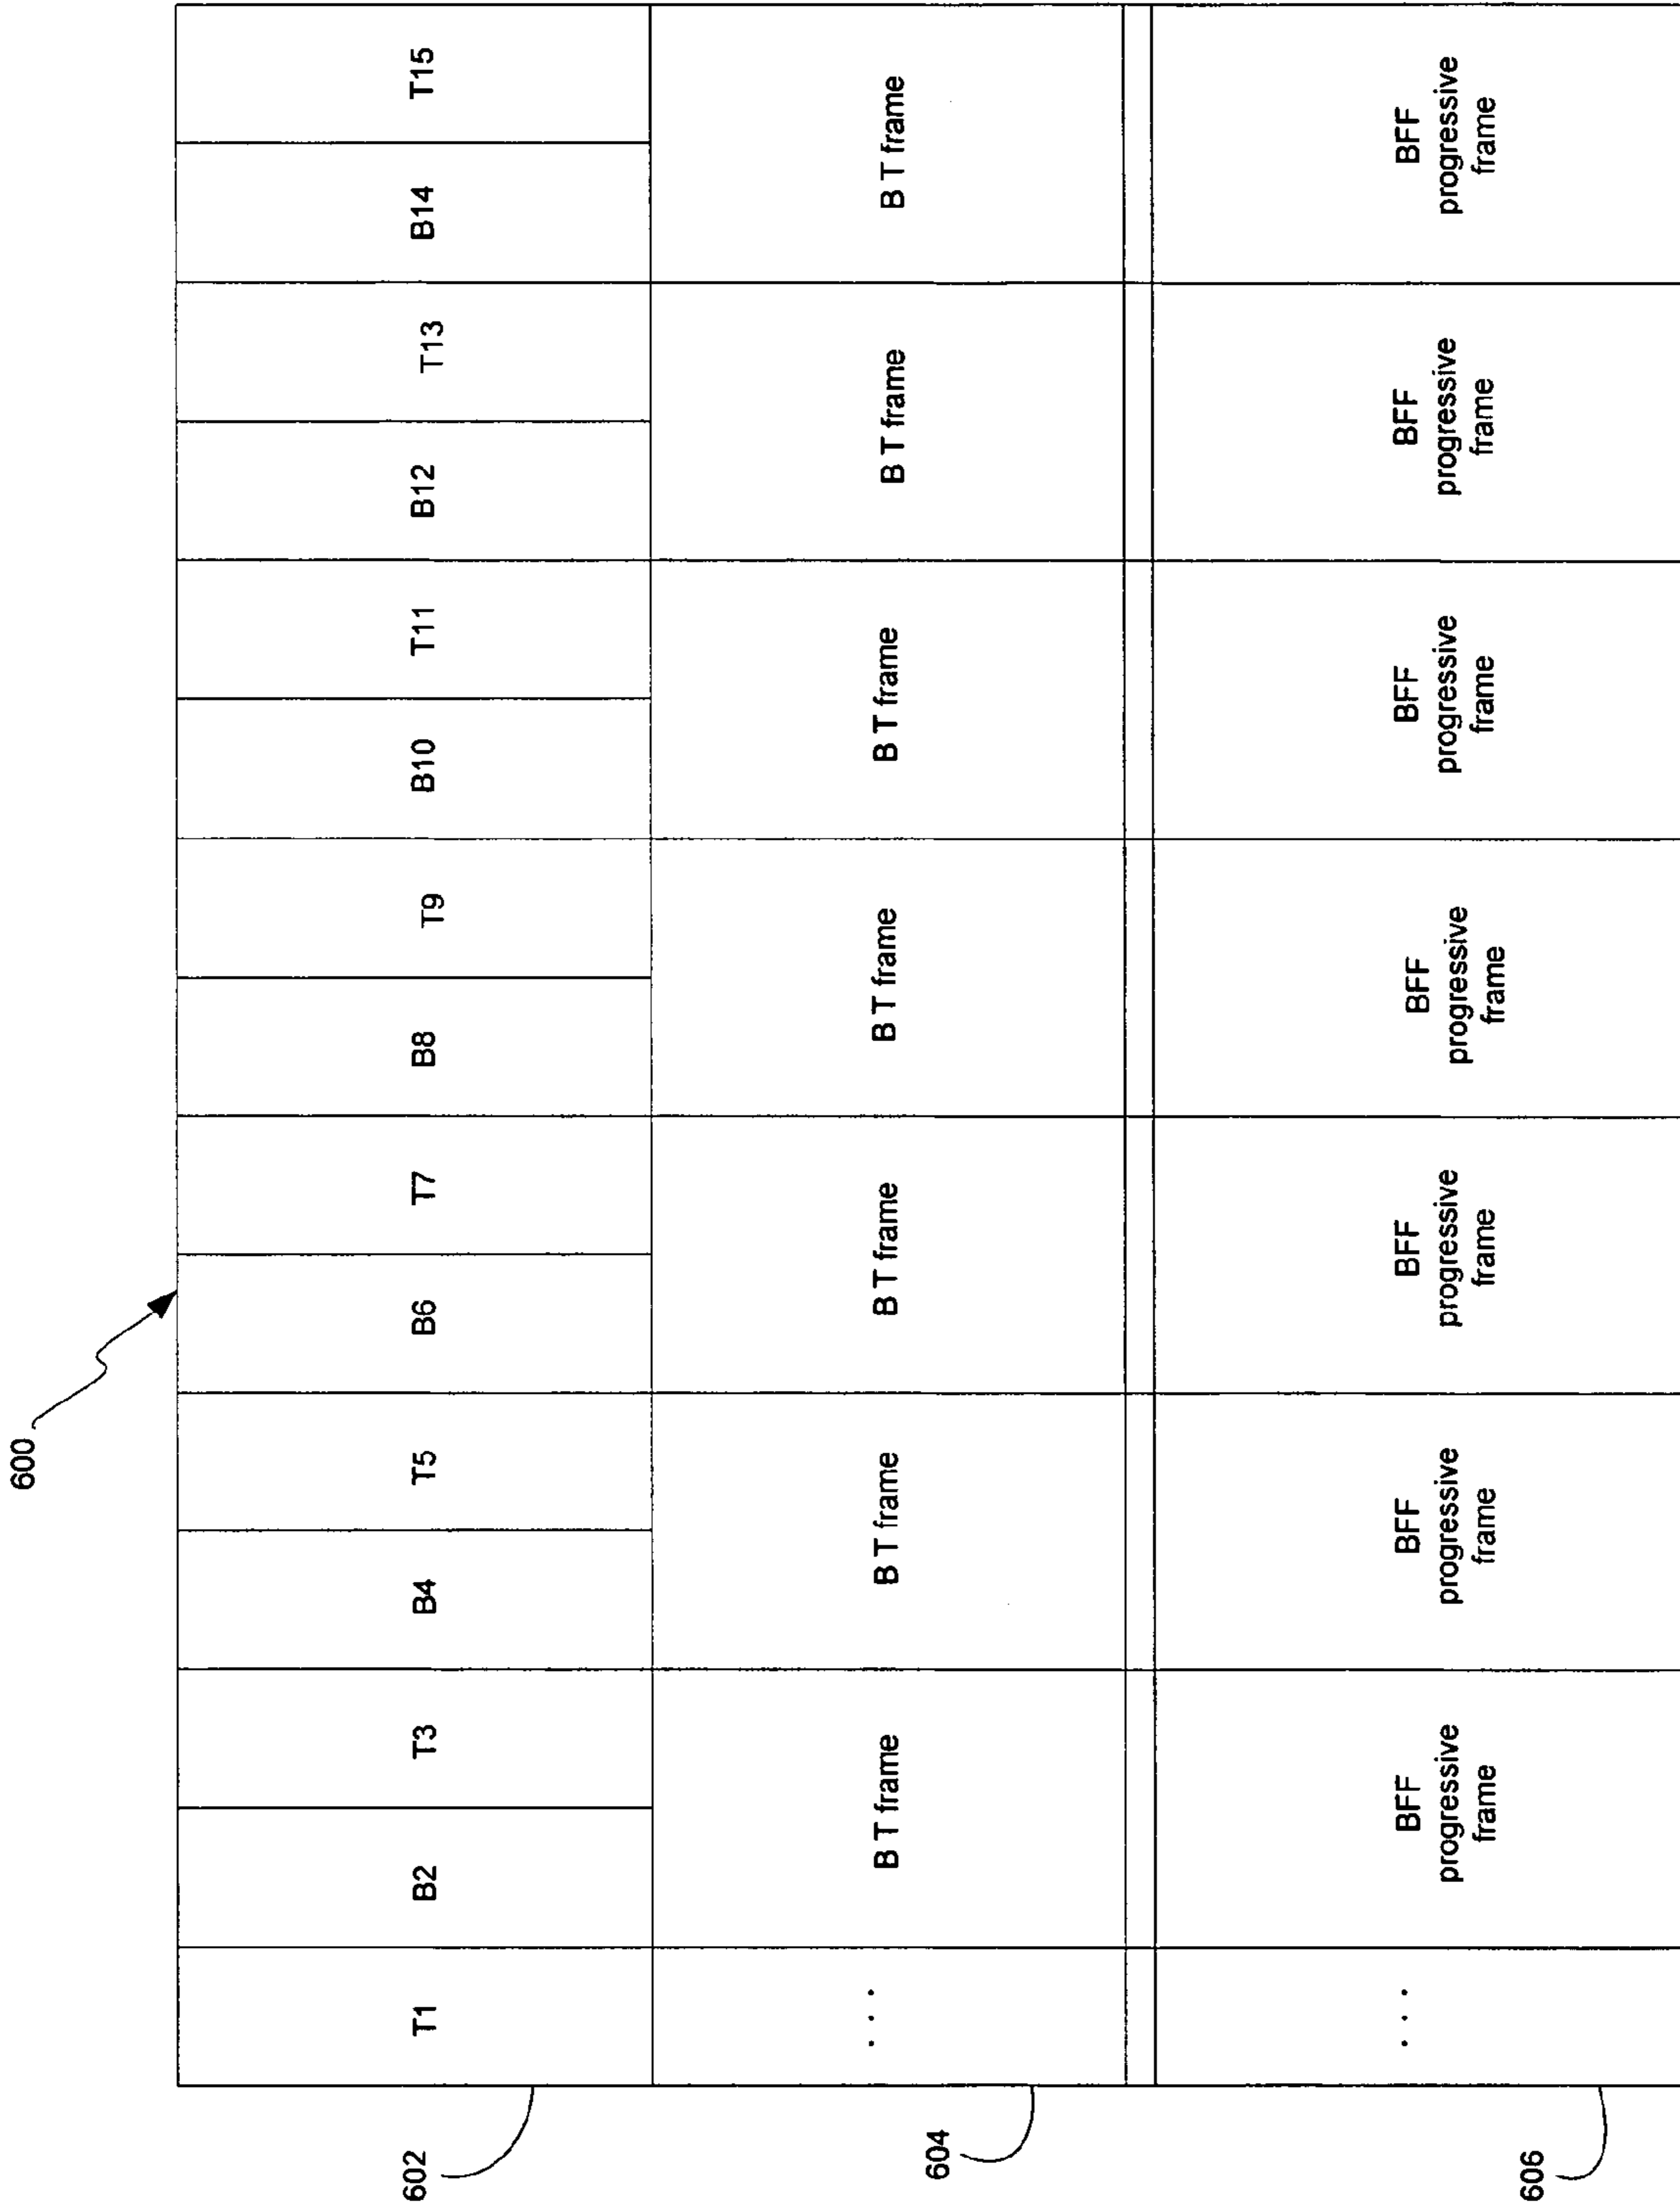 600
602
T1
B2
T3
B4
T5
B6
T7
B8
T9
B10
T11
B12
T13
B14
T15
604
. . .
B T frame
B T frame
B T frame
B T frame
B T frame
B T frame
B T frame
606
. . .
BFF
progressive
frame
BFF
progressive
frame
BFF
progressive
frame
BFF
progressive
frame
BFF
progressive
frame
BFF
progressive
frame
BFF
progressive
frame